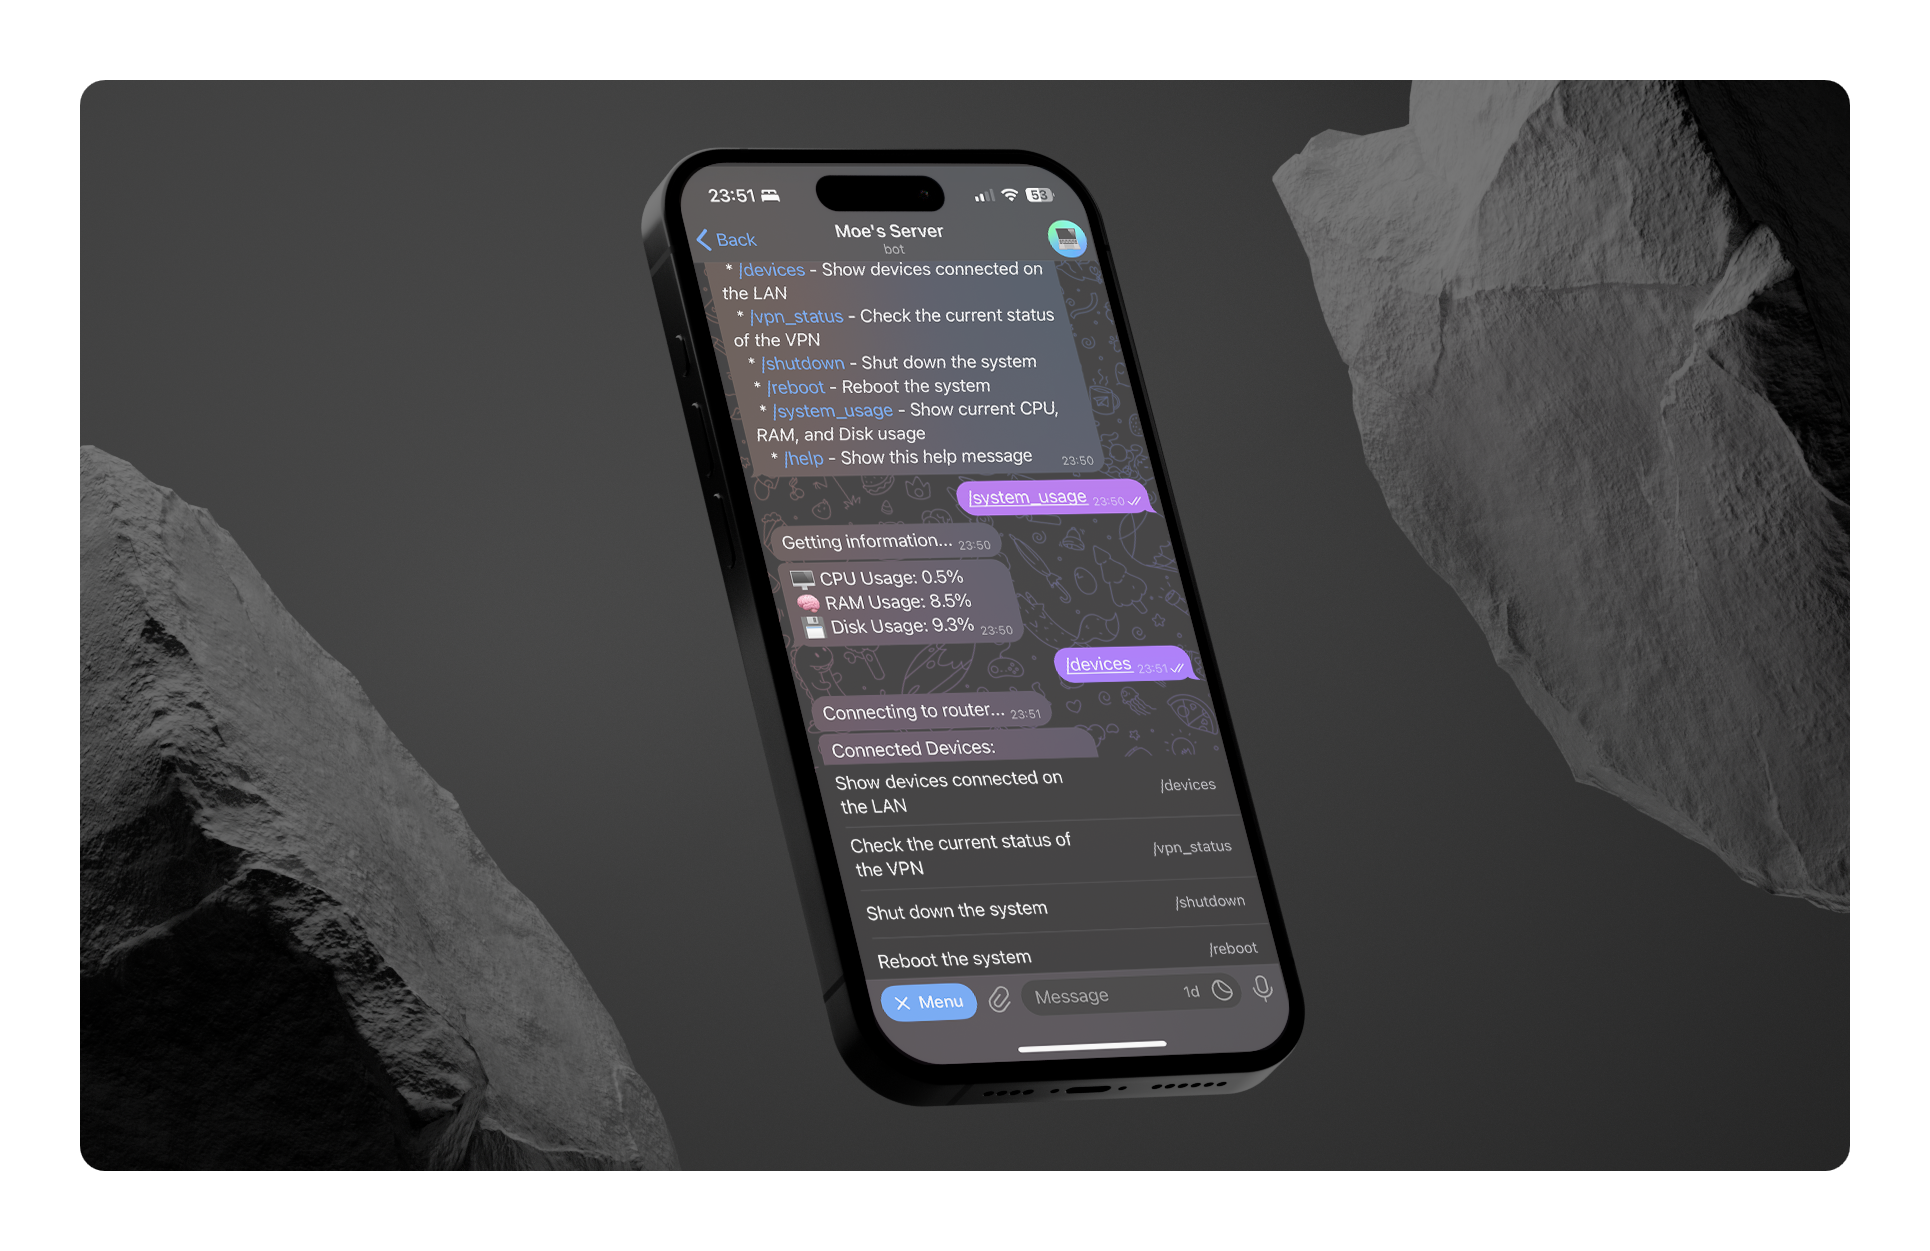 23:51
53
Back
Moe's Server
bot
* /devices - Show devices connected on
the LAN
* /vpn_status - Check the current status
of the VPN
* /shutdown - Shut down the system
* /reboot - Reboot the system
* /system_usage - Show current CPU,
RAM, and Disk usage
* /help - Show this help message 23:50
/system_usage 23:50
Getting information... 23:50
CPU Usage: 0.5%
RAM Usage: 8.5%
Disk Usage: 9.3% 23:50
/devices 23:51
Connecting to router... 23:51
Connected Devices:
Show devices connected on
the LAN
/devices
Check the current status of
the VPN
/vpn_status
Shut down the system /shutdown
Reboot the system /reboot
Menu Message 1d